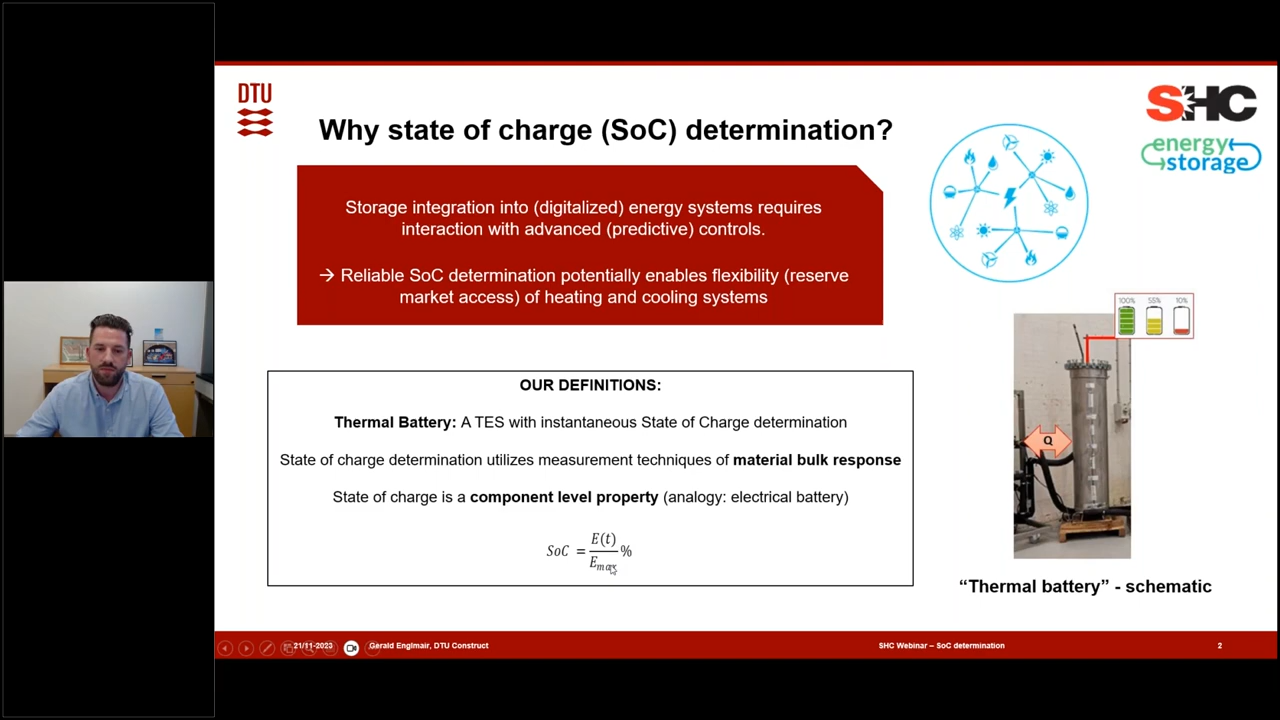 DTU
SHC
energy
storage
Why state of charge (SoC) determination?
Storage integration into (digitalized) energy systems requires
interaction with advanced (predictive) controls.
→ Reliable SoC determination potentially enables flexibility (reserve
market access) of heating and cooling systems
OUR DEFINITIONS:
Thermal Battery: A TES with instantaneous State of Charge determination
State of charge determination utilizes measurement techniques of material bulk response
State of charge is a component level property (analogy: electrical battery)
SoC = E(t) / Emax %
100% 55% 10%
Q
“Thermal battery” - schematic
21/11-2023 Gerald Englmair, DTU Construct SHC Webinar – SoC determination 2